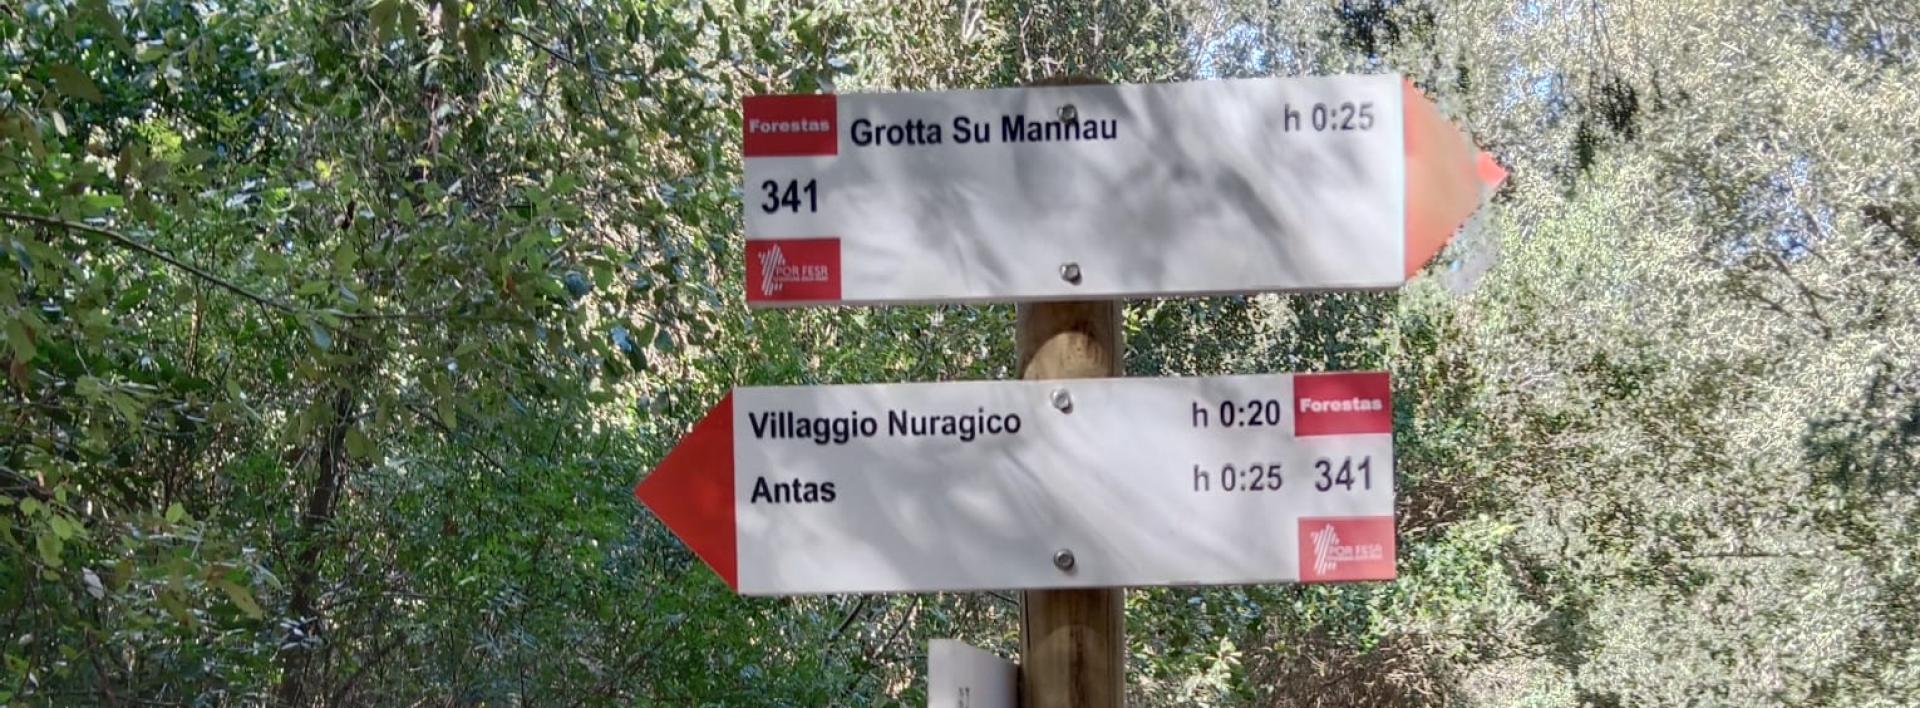 Forestas
Grotta Su Mannau h 0:25
341
POR FESR
Villaggio Nuragico h 0:20 Forestas
Antas h 0:25 341
POR FESR